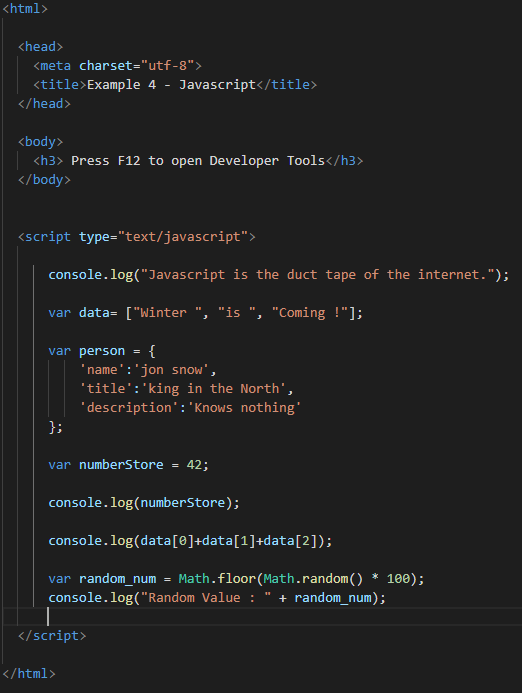 <html>
<head>
<meta charset="utf-8">
<title>Example 4 - Javascript</title>
</head>
<body>
<h3> Press F12 to open Developer Tools</h3>
</body>
<script type="text/javascript">
console.log("Javascript is the duct tape of the internet.");
var data= ["Winter ", "is ", "Coming !"];
var person = {
'name':'jon snow',
'title':'king in the North',
'description':'Knows nothing'
};
var numberStore = 42;
console.log(numberStore);
console.log(data[0]+data[1]+data[2]);
var random_num = Math.floor(Math.random() * 100);
console.log("Random Value : " + random_num);
</script>
</html>